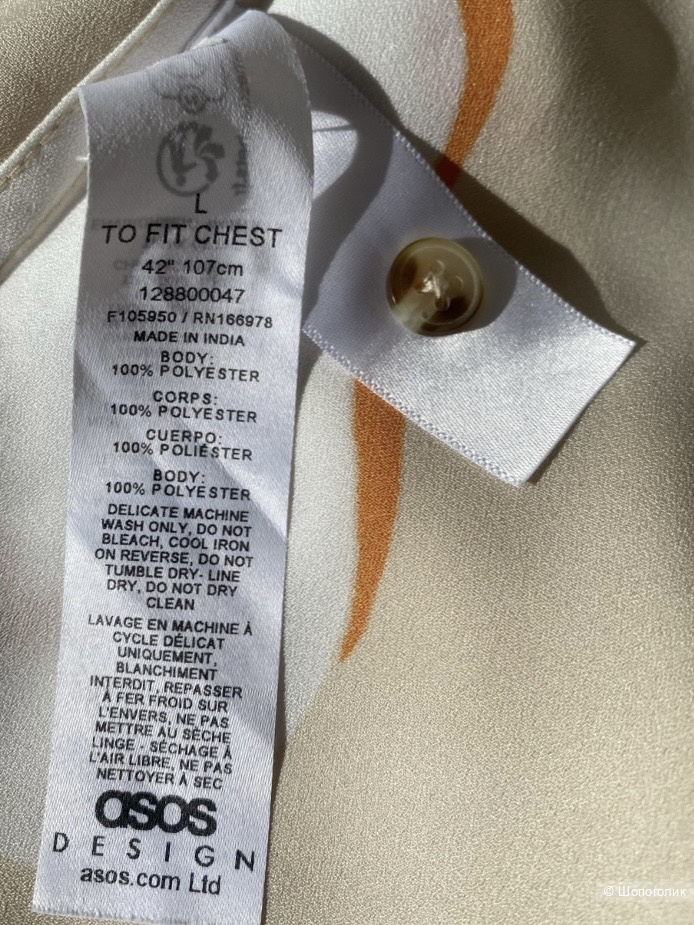 L
TO FIT CHEST
42" 107cm
128800047
F105950 / RN166978
MADE IN INDIA
BODY:
100% POLYESTER
CORPS:
100% POLYESTER
CUERPO:
100% POLIÉSTER
BODY:
100% POLYESTER
DELICATE MACHINE
WASH ONLY, DO NOT
BLEACH, COOL IRON
ON REVERSE, DO NOT
TUMBLE DRY- LINE
DRY, DO NOT DRY
CLEAN
LAVAGE EN MACHINE À
CYCLE DÉLICAT
UNIQUEMENT,
BLANCHIMENT
INTERDIT, REPASSER
À FER FROID SUR
L'ENVERS, NE PAS
METTRE AU SÈCHE
LINGE - SÉCHAGE À
L'AIR LIBRE, NE PAS
NETTOYER À SEC
asos
DESIGN
asos.com Ltd
© Шопоголик